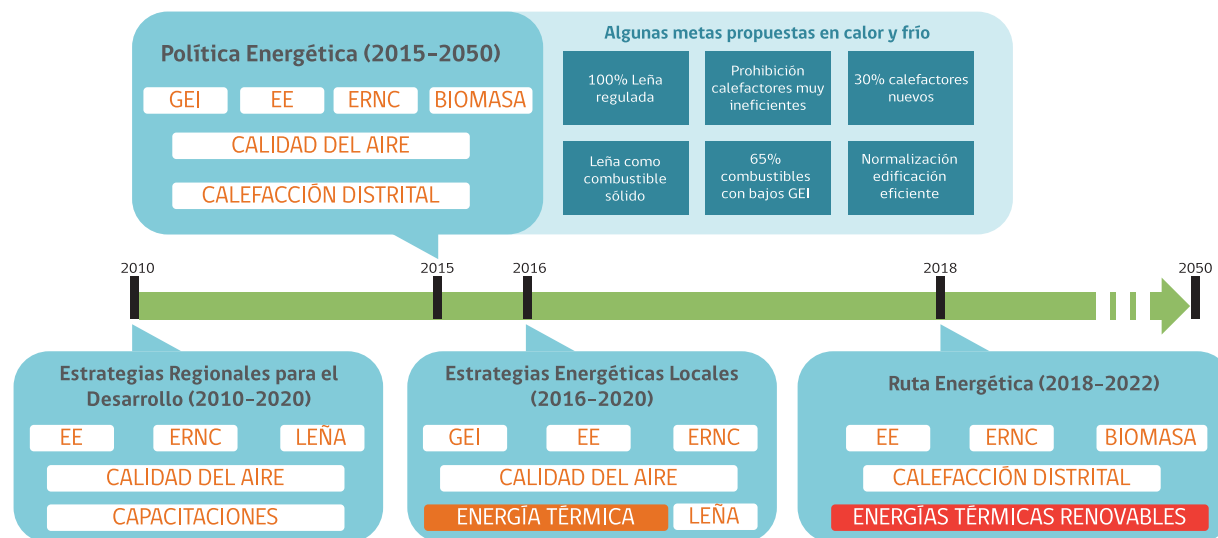 Política Energética (2015-2050)
GEI
EE
ERNC
BIOMASA
CALIDAD DEL AIRE
CALEFACCIÓN DISTRITAL
Algunas metas propuestas en calor y frío
100% Leña
regulada
Prohibición
calefactores muy
ineficientes
30% calefactores
nuevos
Leña como
combustible
sólido
65%
combustibles
con bajos GEI
Normalización
edificación
eficiente
2010
2015
2016
2018
2050
Estrategias Regionales para el
Desarrollo (2010-2020)
EE
ERNC
LEÑA
CALIDAD DEL AIRE
CAPACITACIONES
Estrategias Energéticas Locales
(2016-2020)
GEI
EE
ERNC
CALIDAD DEL AIRE
ENERGÍA TÉRMICA
LEÑA
Ruta Energética (2018-2022)
EE
ERNC
BIOMASA
CALEFACCIÓN DISTRITAL
ENERGÍAS TÉRMICAS RENOVABLES